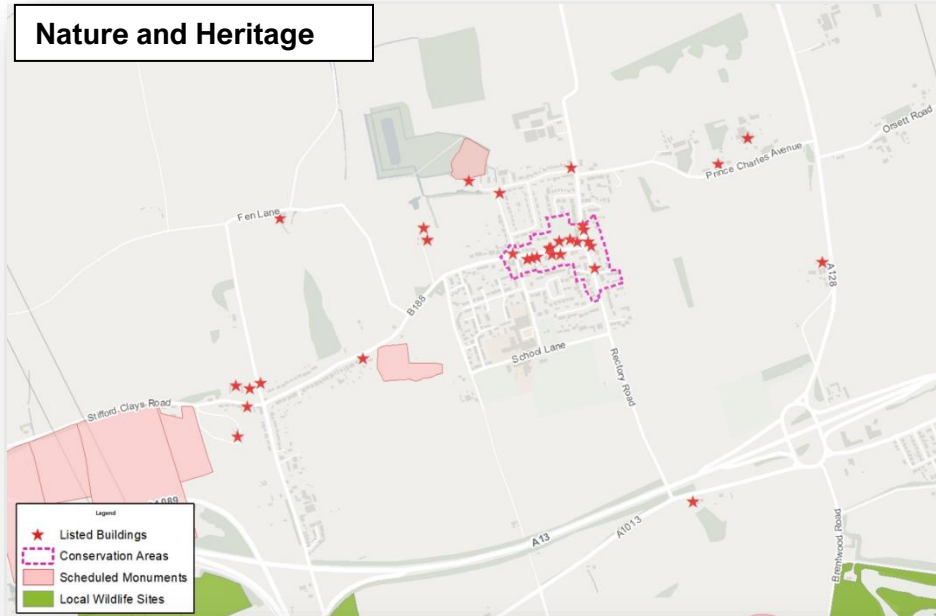 Nature and Heritage
Orsett Road
Prince Charles Avenue
Fen Lane
A128
B188
School Lane
Rectory Road
Stifford Clays Road
A1013
A13
Brentwood Road
Legend
Listed Buildings
Conservation Areas
Scheduled Monuments
Local Wildlife Sites